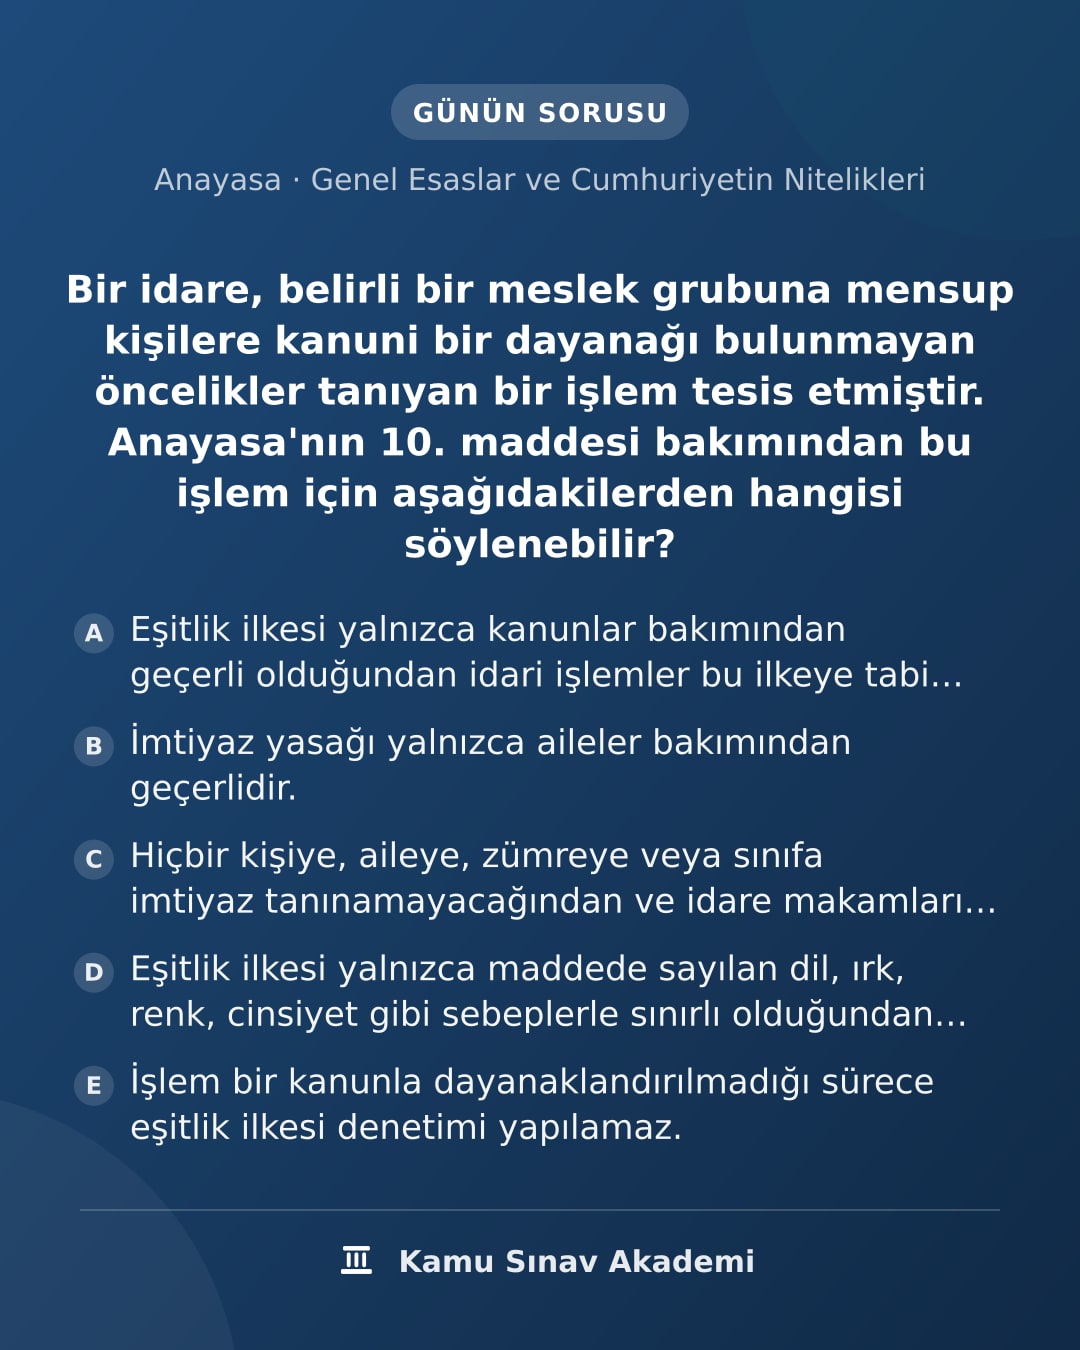 GÜNÜN SORUSU
Anayasa · Genel Esaslar ve Cumhuriyetin Nitelikleri
Bir idare, belirli bir meslek grubuna mensup
kişilere kanuni bir dayanağı bulunmayan
öncelikler tanıyan bir işlem tesis etmiştir.
Anayasa'nın 10. maddesi bakımından bu
işlem için aşağıdakilerden hangisi
söylenebilir?
A Eşitlik ilkesi yalnızca kanunlar bakımından
geçerli olduğundan idari işlemler bu ilkeye tabi…
B İmtiyaz yasağı yalnızca aileler bakımından
geçerlidir.
C Hiçbir kişiye, aileye, zümreye veya sınıfa
imtiyaz tanınamayacağından ve idare makamları…
D Eşitlik ilkesi yalnızca maddede sayılan dil, ırk,
renk, cinsiyet gibi sebeplerle sınırlı olduğundan…
E İşlem bir kanunla dayanaklandırılmadığı sürece
eşitlik ilkesi denetimi yapılamaz.
Kamu Sınav Akademi